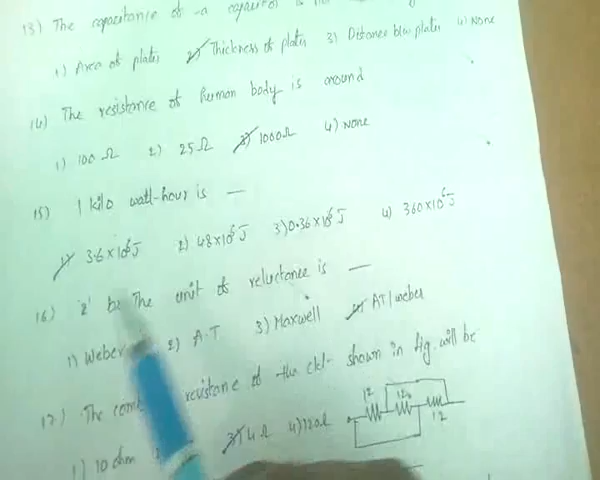 13) The capacitance of a capacitor is
1) Area of plates 2) Thickness of plates 3) Distance b/w plates 4) None
14) The resistance of human body is around
1) 100 Ω 2) 25 Ω 3) 1000 Ω 4) None
15) 1 kilo watt-hour is —
1) 3.6 x 10⁶ J 2) 48 x 10⁶ J 3) 0.36 x 10⁶ J 4) 360 x 10⁶ J
16) The unit of reluctance is —
1) Weber 2) A-T 3) Maxwell 4) AT/weber
17) The resistance of the ckt shown in fig. will be
1) 10 ohm 3) 4 Ω 4) 120Ω
12 12 12